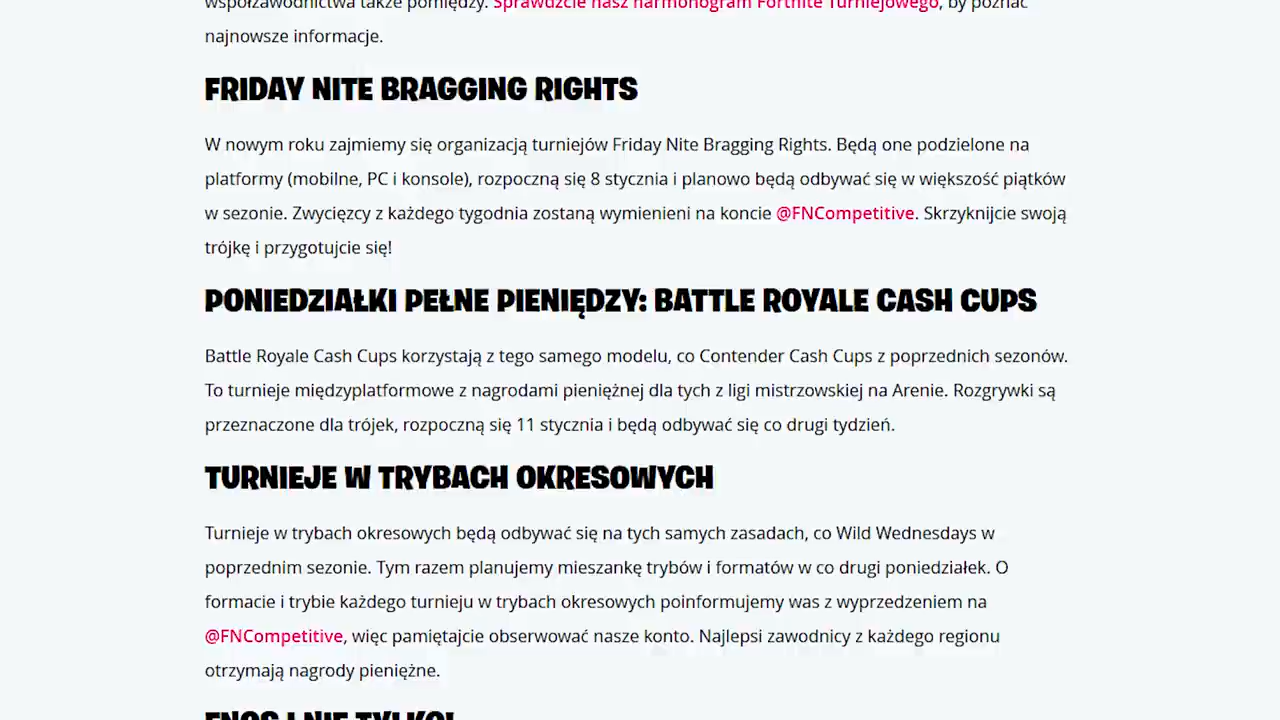 współzawodnictwa także pomiędzy. Sprawdźcie nasz harmonogram Fortnite Turniejowego, by poznać
najnowsze informacje.
FRIDAY NITE BRAGGING RIGHTS
W nowym roku zajmiemy się organizacją turniejów Friday Nite Bragging Rights. Będą one podzielone na
platformy (mobilne, PC i konsole), rozpoczną się 8 stycznia i planowo będą odbywać się w większość piątków
w sezonie. Zwycięzcy z każdego tygodnia zostaną wymienieni na koncie @FNCompetitive. Skrzyknijcie swoją
trójkę i przygotujcie się!
PONIEDZIAŁKI PEŁNE PIENIĘDZY: BATTLE ROYALE CASH CUPS
Battle Royale Cash Cups korzystają z tego samego modelu, co Contender Cash Cups z poprzednich sezonów.
To turnieje międzyplatformowe z nagrodami pieniężnej dla tych z ligi mistrzowskiej na Arenie. Rozgrywki są
przeznaczone dla trójek, rozpoczną się 11 stycznia i będą odbywać się co drugi tydzień.
TURNIEJE W TRYBACH OKRESOWYCH
Turnieje w trybach okresowych będą odbywać się na tych samych zasadach, co Wild Wednesdays w
poprzednim sezonie. Tym razem planujemy mieszankę trybów i formatów w co drugi poniedziałek. O
formacie i trybie każdego turnieju w trybach okresowych poinformujemy was z wyprzedzeniem na
@FNCompetitive, więc pamiętajcie obserwować nasze konto. Najlepsi zawodnicy z każdego regionu
otrzymają nagrody pieniężne.
FNCS I NIE TYLKO!